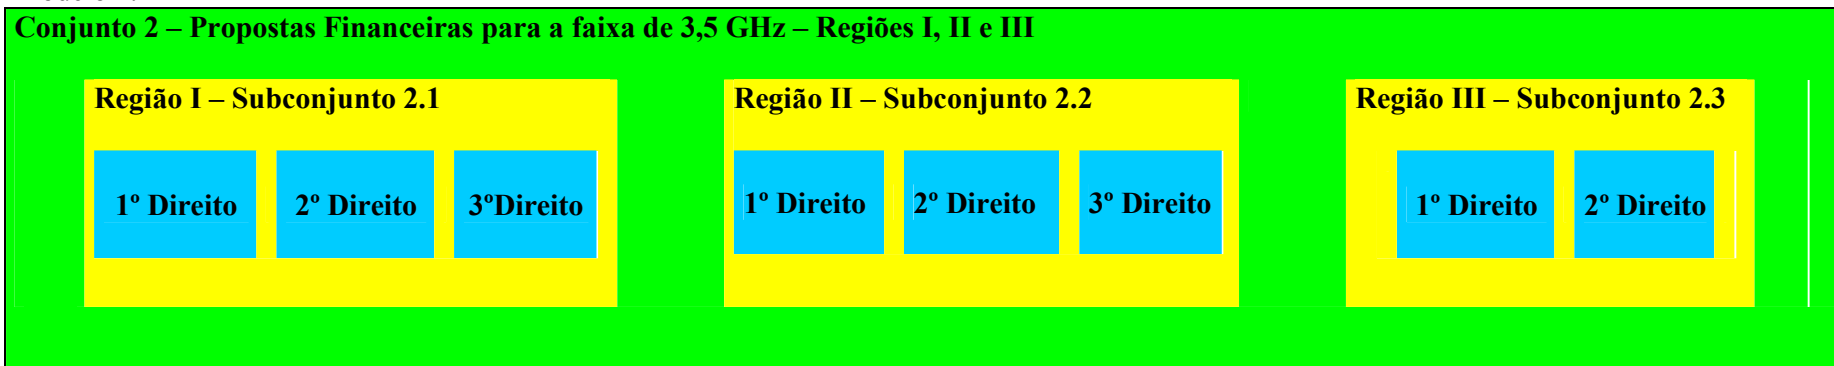 Conjunto 2 – Propostas Financeiras para a faixa de 3,5 GHz – Regiões I, II e III
Região I – Subconjunto 2.1
1º Direito
2º Direito
3ºDireito
Região II – Subconjunto 2.2
1º Direito
2º Direito
3º Direito
Região III – Subconjunto 2.3
1º Direito
2º Direito